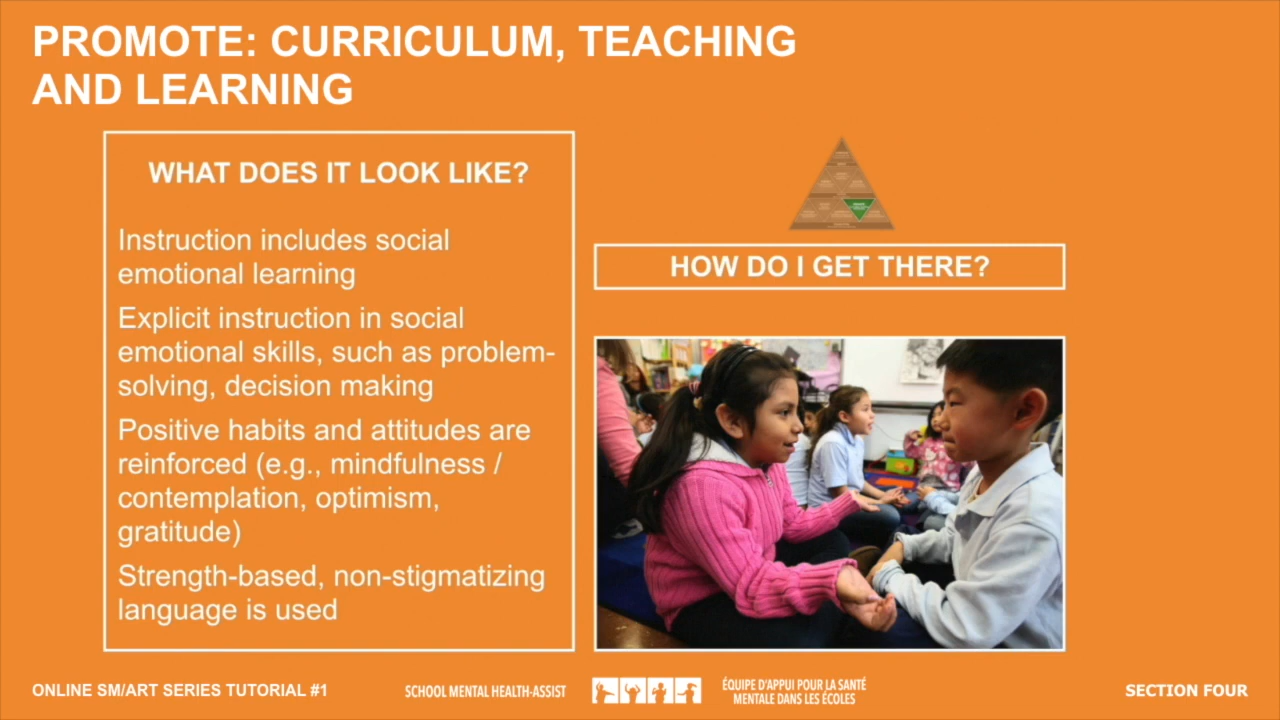 PROMOTE: CURRICULUM, TEACHING
AND LEARNING
WHAT DOES IT LOOK LIKE?
Instruction includes social
emotional learning
Explicit instruction in social
emotional skills, such as problem-
solving, decision making
Positive habits and attitudes are
reinforced (e.g., mindfulness /
contemplation, optimism,
gratitude)
Strength-based, non-stigmatizing
language is used
HOW DO I GET THERE?
ONLINE SM/ART SERIES TUTORIAL #1
SCHOOL MENTAL HEALTH-ASSIST
ÉQUIPE D'APPUI POUR LA SANTÉ
MENTALE DANS LES ÉCOLES
SECTION FOUR